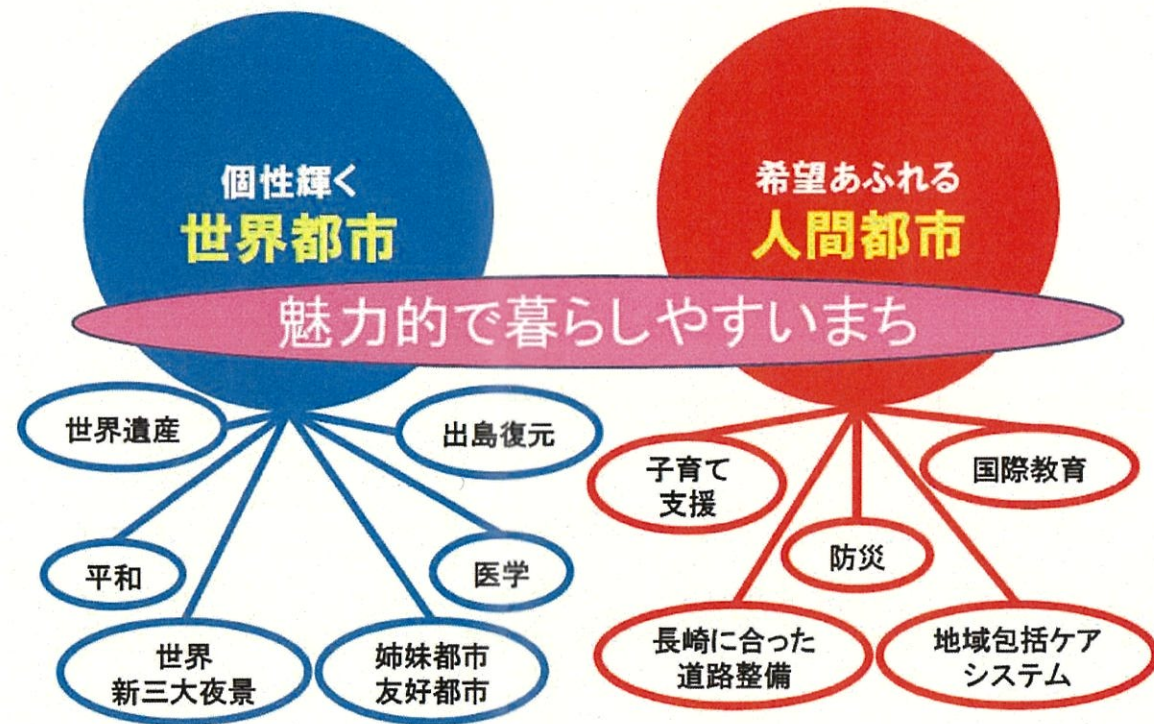 個性輝く
世界都市
希望あふれる
人間都市
魅力的で暮らしやすいまち
世界遺産
出島復元
平和
医学
世界
新三大夜景
姉妹都市
友好都市
子育て
支援
国際教育
防災
長崎に合った
道路整備
地域包括ケア
システム